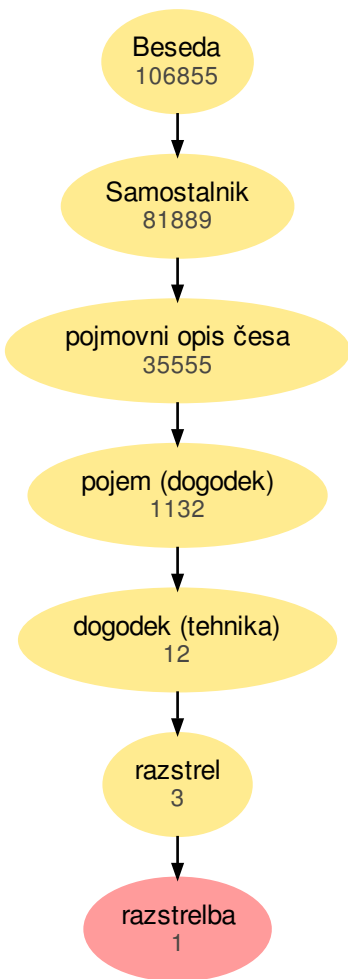 Beseda
106855
Samostalnik
81889
pojmovni opis česa
35555
pojem (dogodek)
1132
dogodek (tehnika)
12
razstrel
3
razstrelba
1